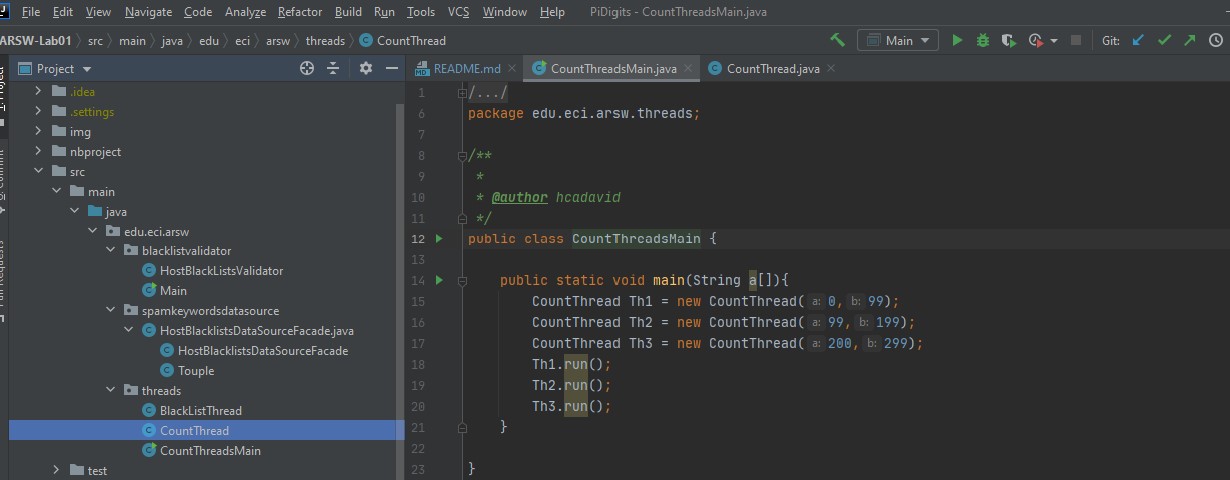 File Edit View Navigate Code Analyze Refactor Build Run Tools VCS Window Help PiDigits - CountThreadsMain.java
ARSW-Lab01 src main java edu eci arsw threads CountThread Main Git:
Project
.idea
.settings
img
nbproject
src
main
java
edu.eci.arsw
blacklistvalidator
HostBlackListsValidator
Main
spamkeywordsdatasource
HostBlacklistsDataSourceFacade.java
HostBlacklistsDataSourceFacade
Touple
threads
BlackListThread
CountThread
CountThreadsMain
test
README.md CountThreadsMain.java CountThread.java
1 /.../
6 package edu.eci.arsw.threads;
7
8 /**
9 *
10 * @author hcadavid
11 */
12 public class CountThreadsMain {
13
14 public static void main(String a[]){
15 CountThread Th1 = new CountThread( a: 0, b: 99);
16 CountThread Th2 = new CountThread( a: 99, b: 199);
17 CountThread Th3 = new CountThread( a: 200, b: 299);
18 Th1.run();
19 Th2.run();
20 Th3.run();
21 }
22
23 }